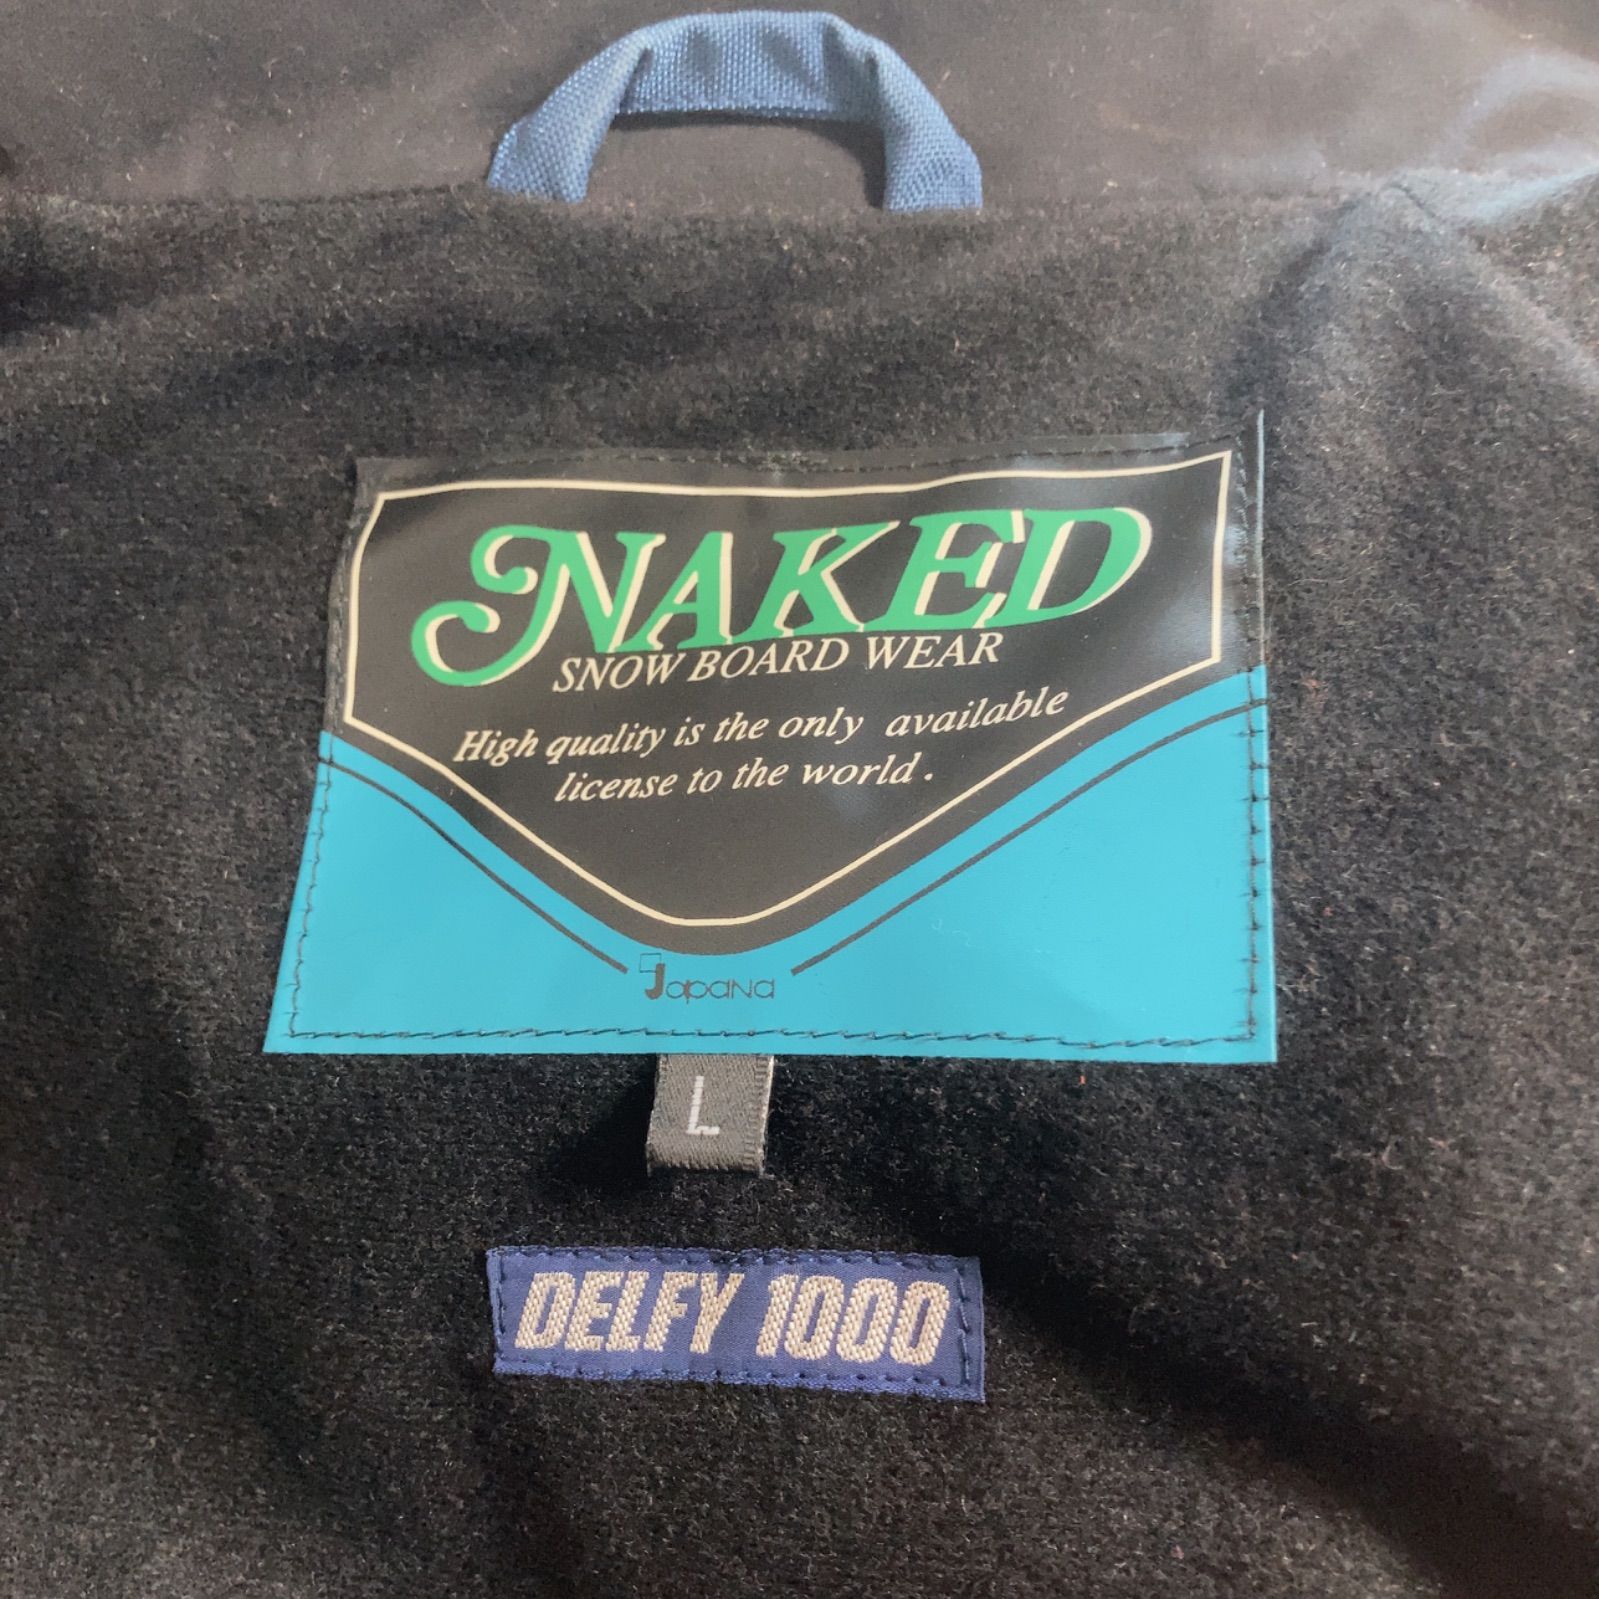 NAKED
SNOW BOARD WEAR
High quality is the only available
license to the world.
Japana
L
DELFY 1000